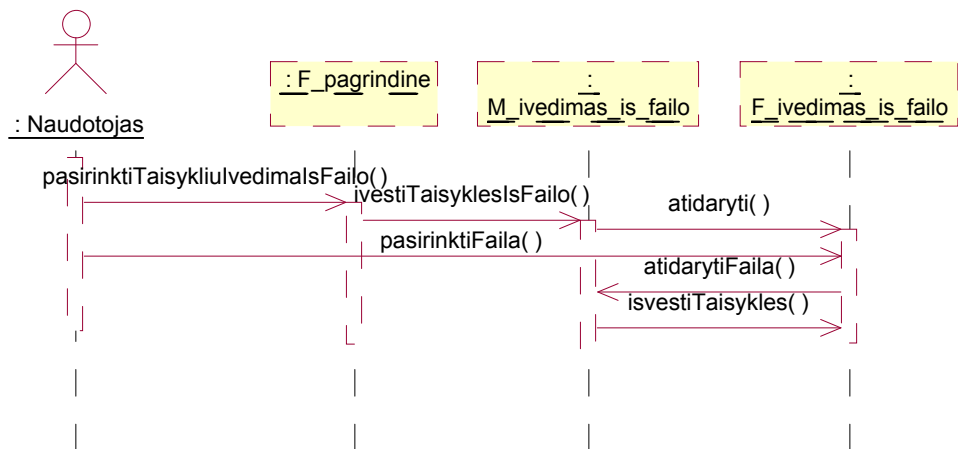 : F_pagrindine
:
M_ivedimas_is_failo
:
F_ivedimas_is_failo
: Naudotojas
pasirinktiTaisykliuIvedimaIsFailo( )
ivestiTaisyklesIsFailo( )
atidaryti( )
pasirinktiFaila( )
atidarytiFaila( )
isvestiTaisykles( )